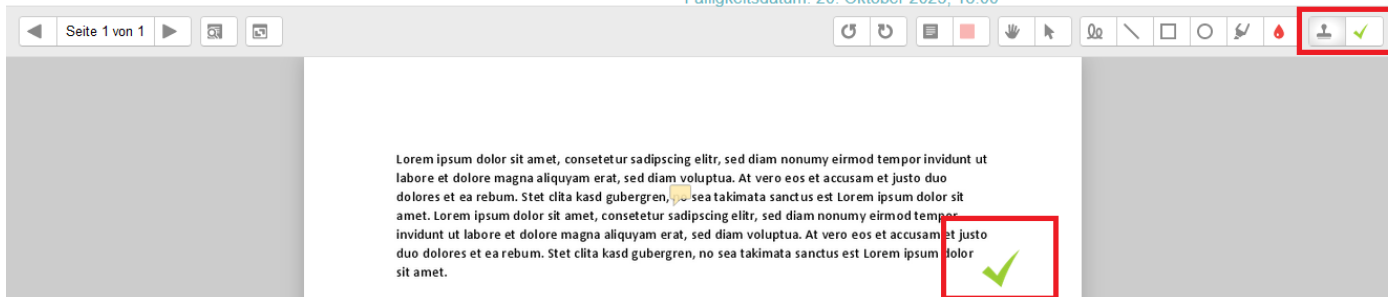 Seite 1 von 1
Lorem ipsum dolor sit amet, consetetur sadipscing elitr, sed diam nonumy eirmod tempor invidunt ut
labore et dolore magna aliquyam erat, sed diam voluptua. At vero eos et accusam et justo duo
dolores et ea rebum. Stet clita kasd gubergren, no sea takimata sanctus est Lorem ipsum dolor sit
amet. Lorem ipsum dolor sit amet, consetetur sadipscing elitr, sed diam nonumy eirmod tempor
invidunt ut labore et dolore magna aliquyam erat, sed diam voluptua. At vero eos et accusam et justo
duo dolores et ea rebum. Stet clita kasd gubergren, no sea takimata sanctus est Lorem ipsum dolor
sit amet.